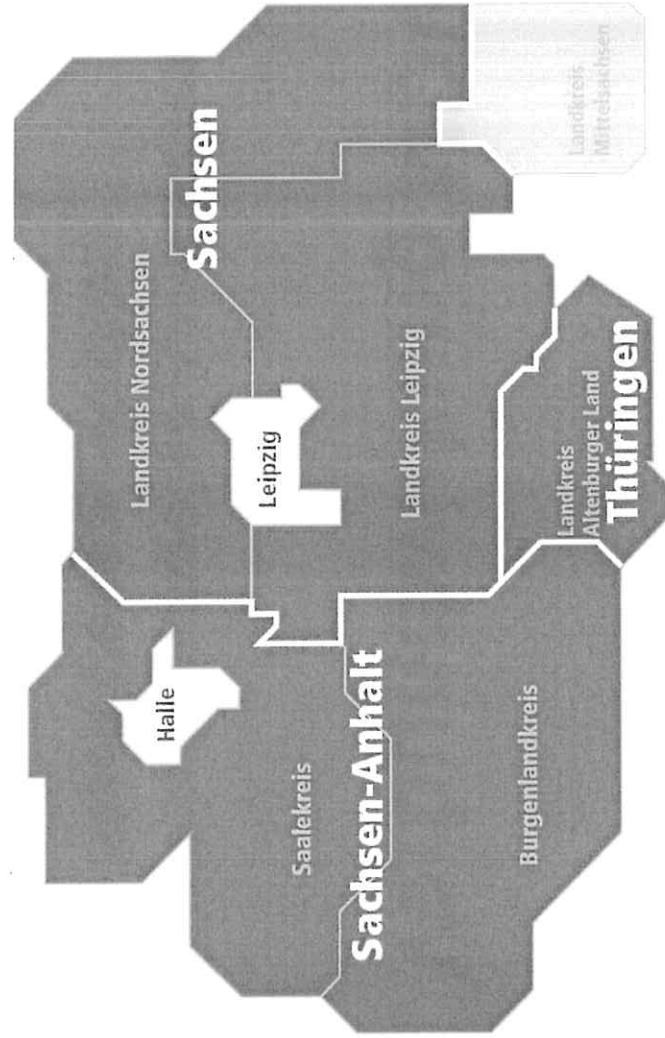 Landkreis Nordsachsen
Sachsen
Halle
Leipzig
Saalekreis
Landkreis Leipzig
Sachsen-Anhalt
Burgenlandkreis
Landkreis
Altenburger Land
Thüringen
Landkreis
Mittelsachsen